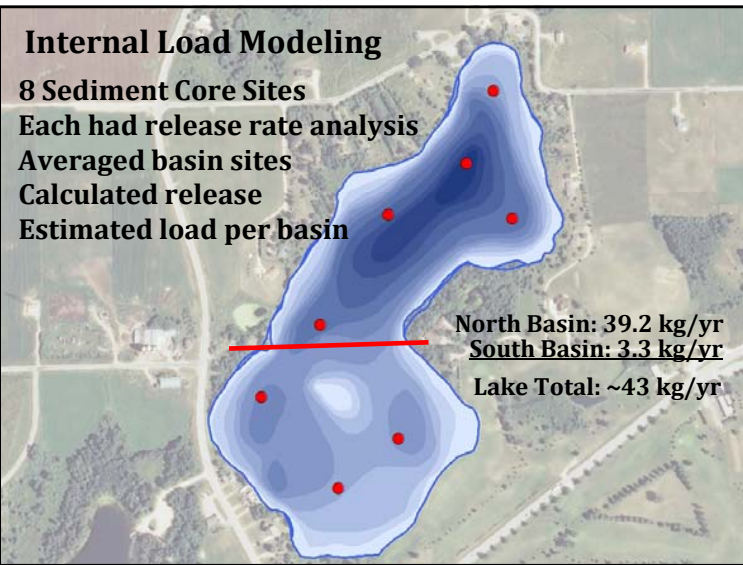 Internal Load Modeling
8 Sediment Core Sites
Each had release rate analysis
Averaged basin sites
Calculated release
Estimated load per basin
North Basin: 39.2 kg/yr
South Basin: 3.3 kg/yr
Lake Total: ~43 kg/yr